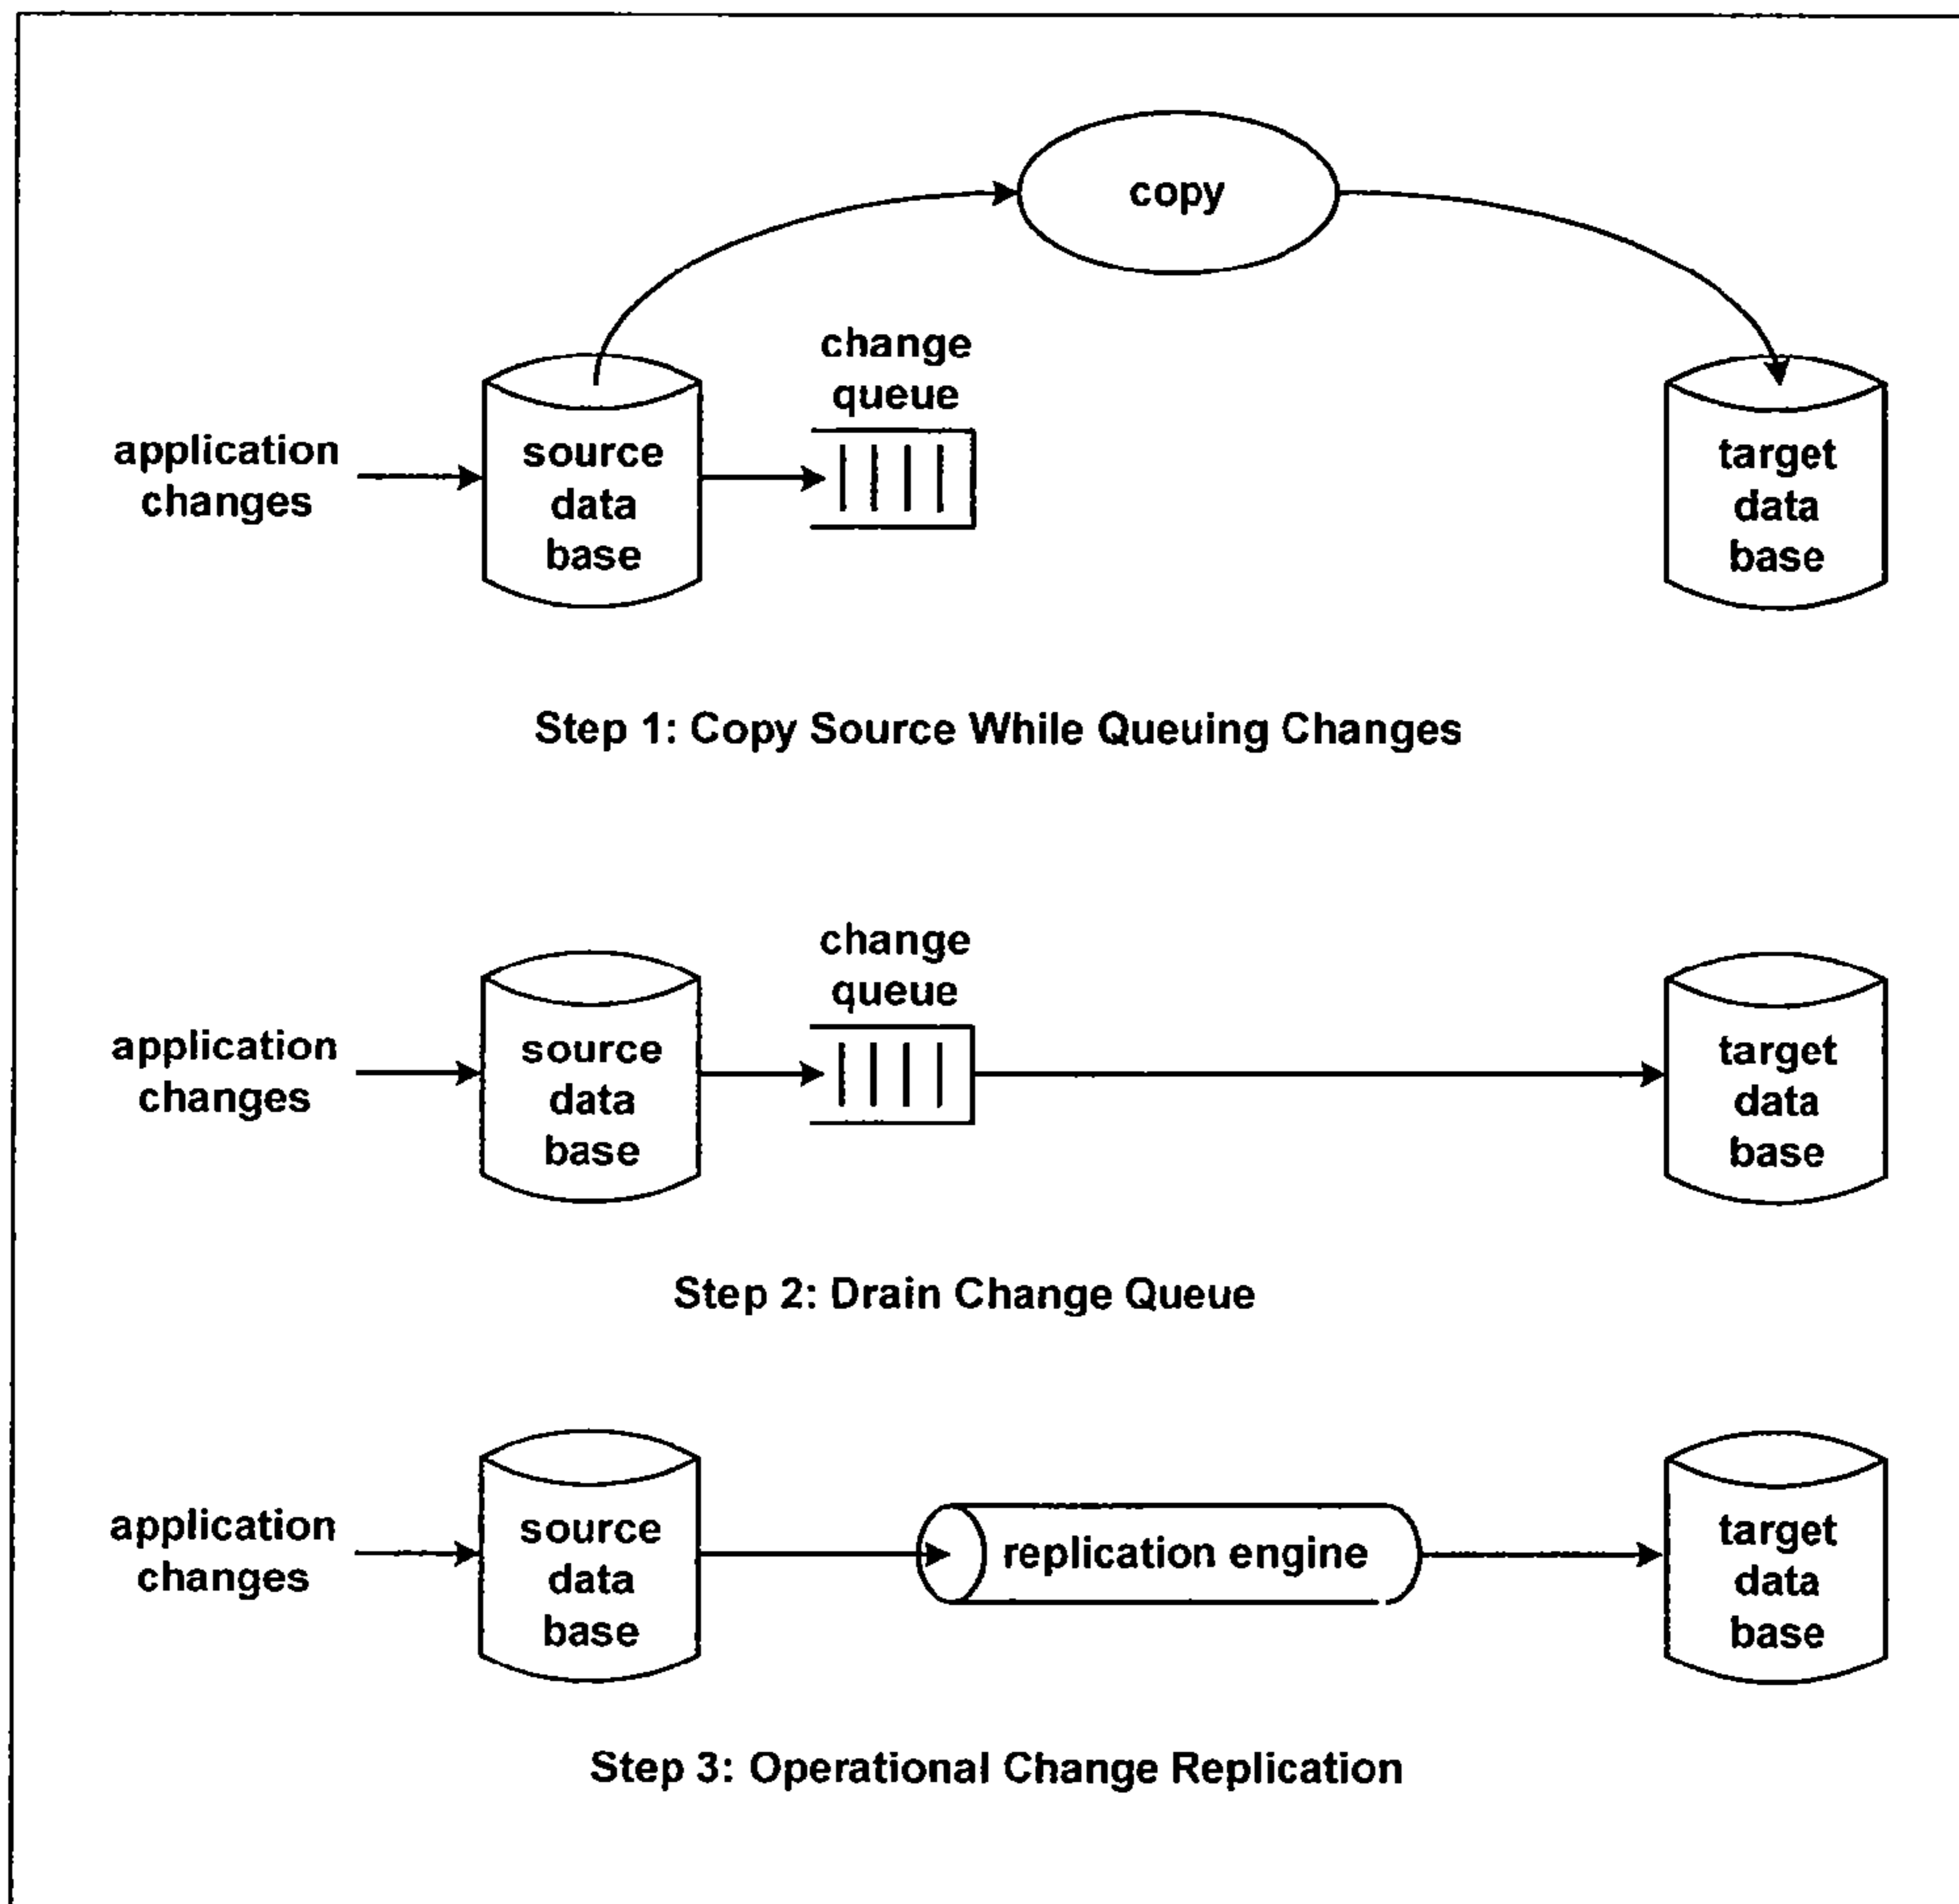 copy
change
queue
application
changes
source
data
base
target
data
base
Step 1: Copy Source While Queuing Changes
change
queue
application
changes
source
data
base
target
data
base
Step 2: Drain Change Queue
application
changes
source
data
base
replication engine
target
data
base
Step 3: Operational Change Replication